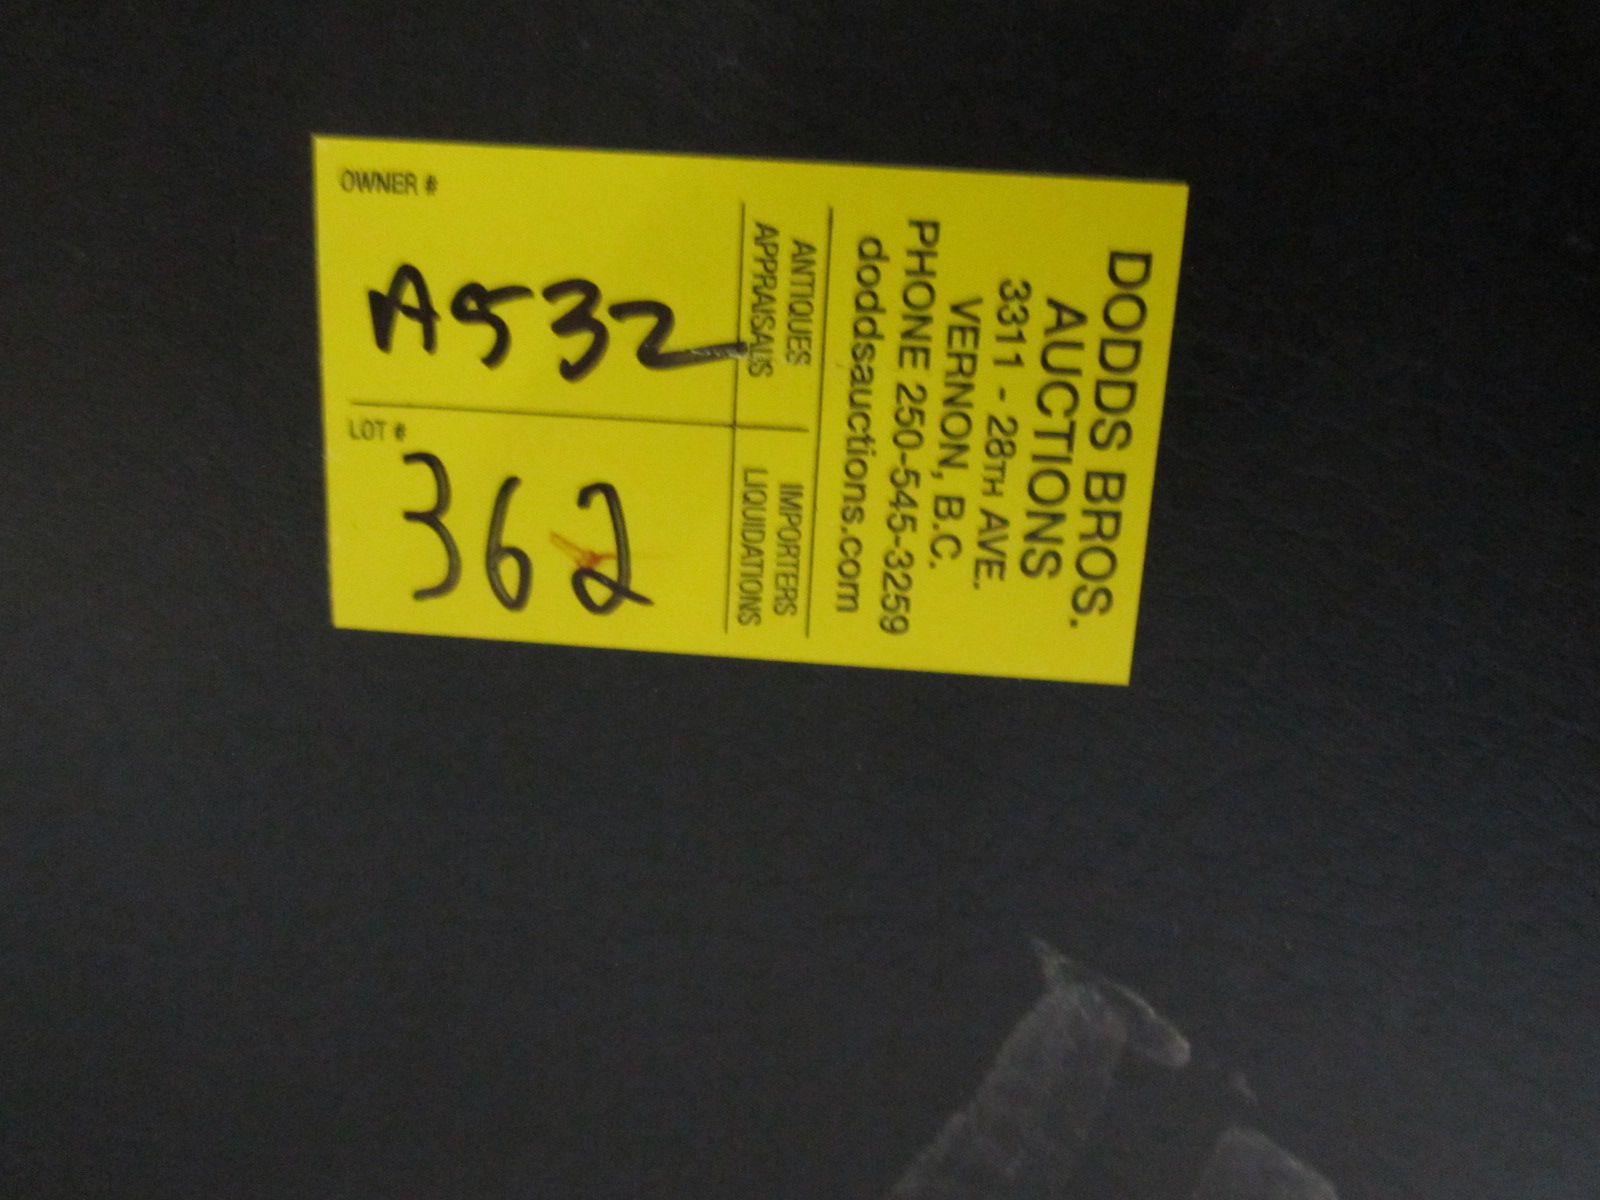 DODDS BROS.
AUCTIONS
3311 - 28TH AVE.
VERNON, B.C.
PHONE 250-545-3259
doddsauctions.com
ANTIQUES
APPRAISALS
IMPORTERS
LIQUIDATIONS
OWNER #
A532
LOT #
362